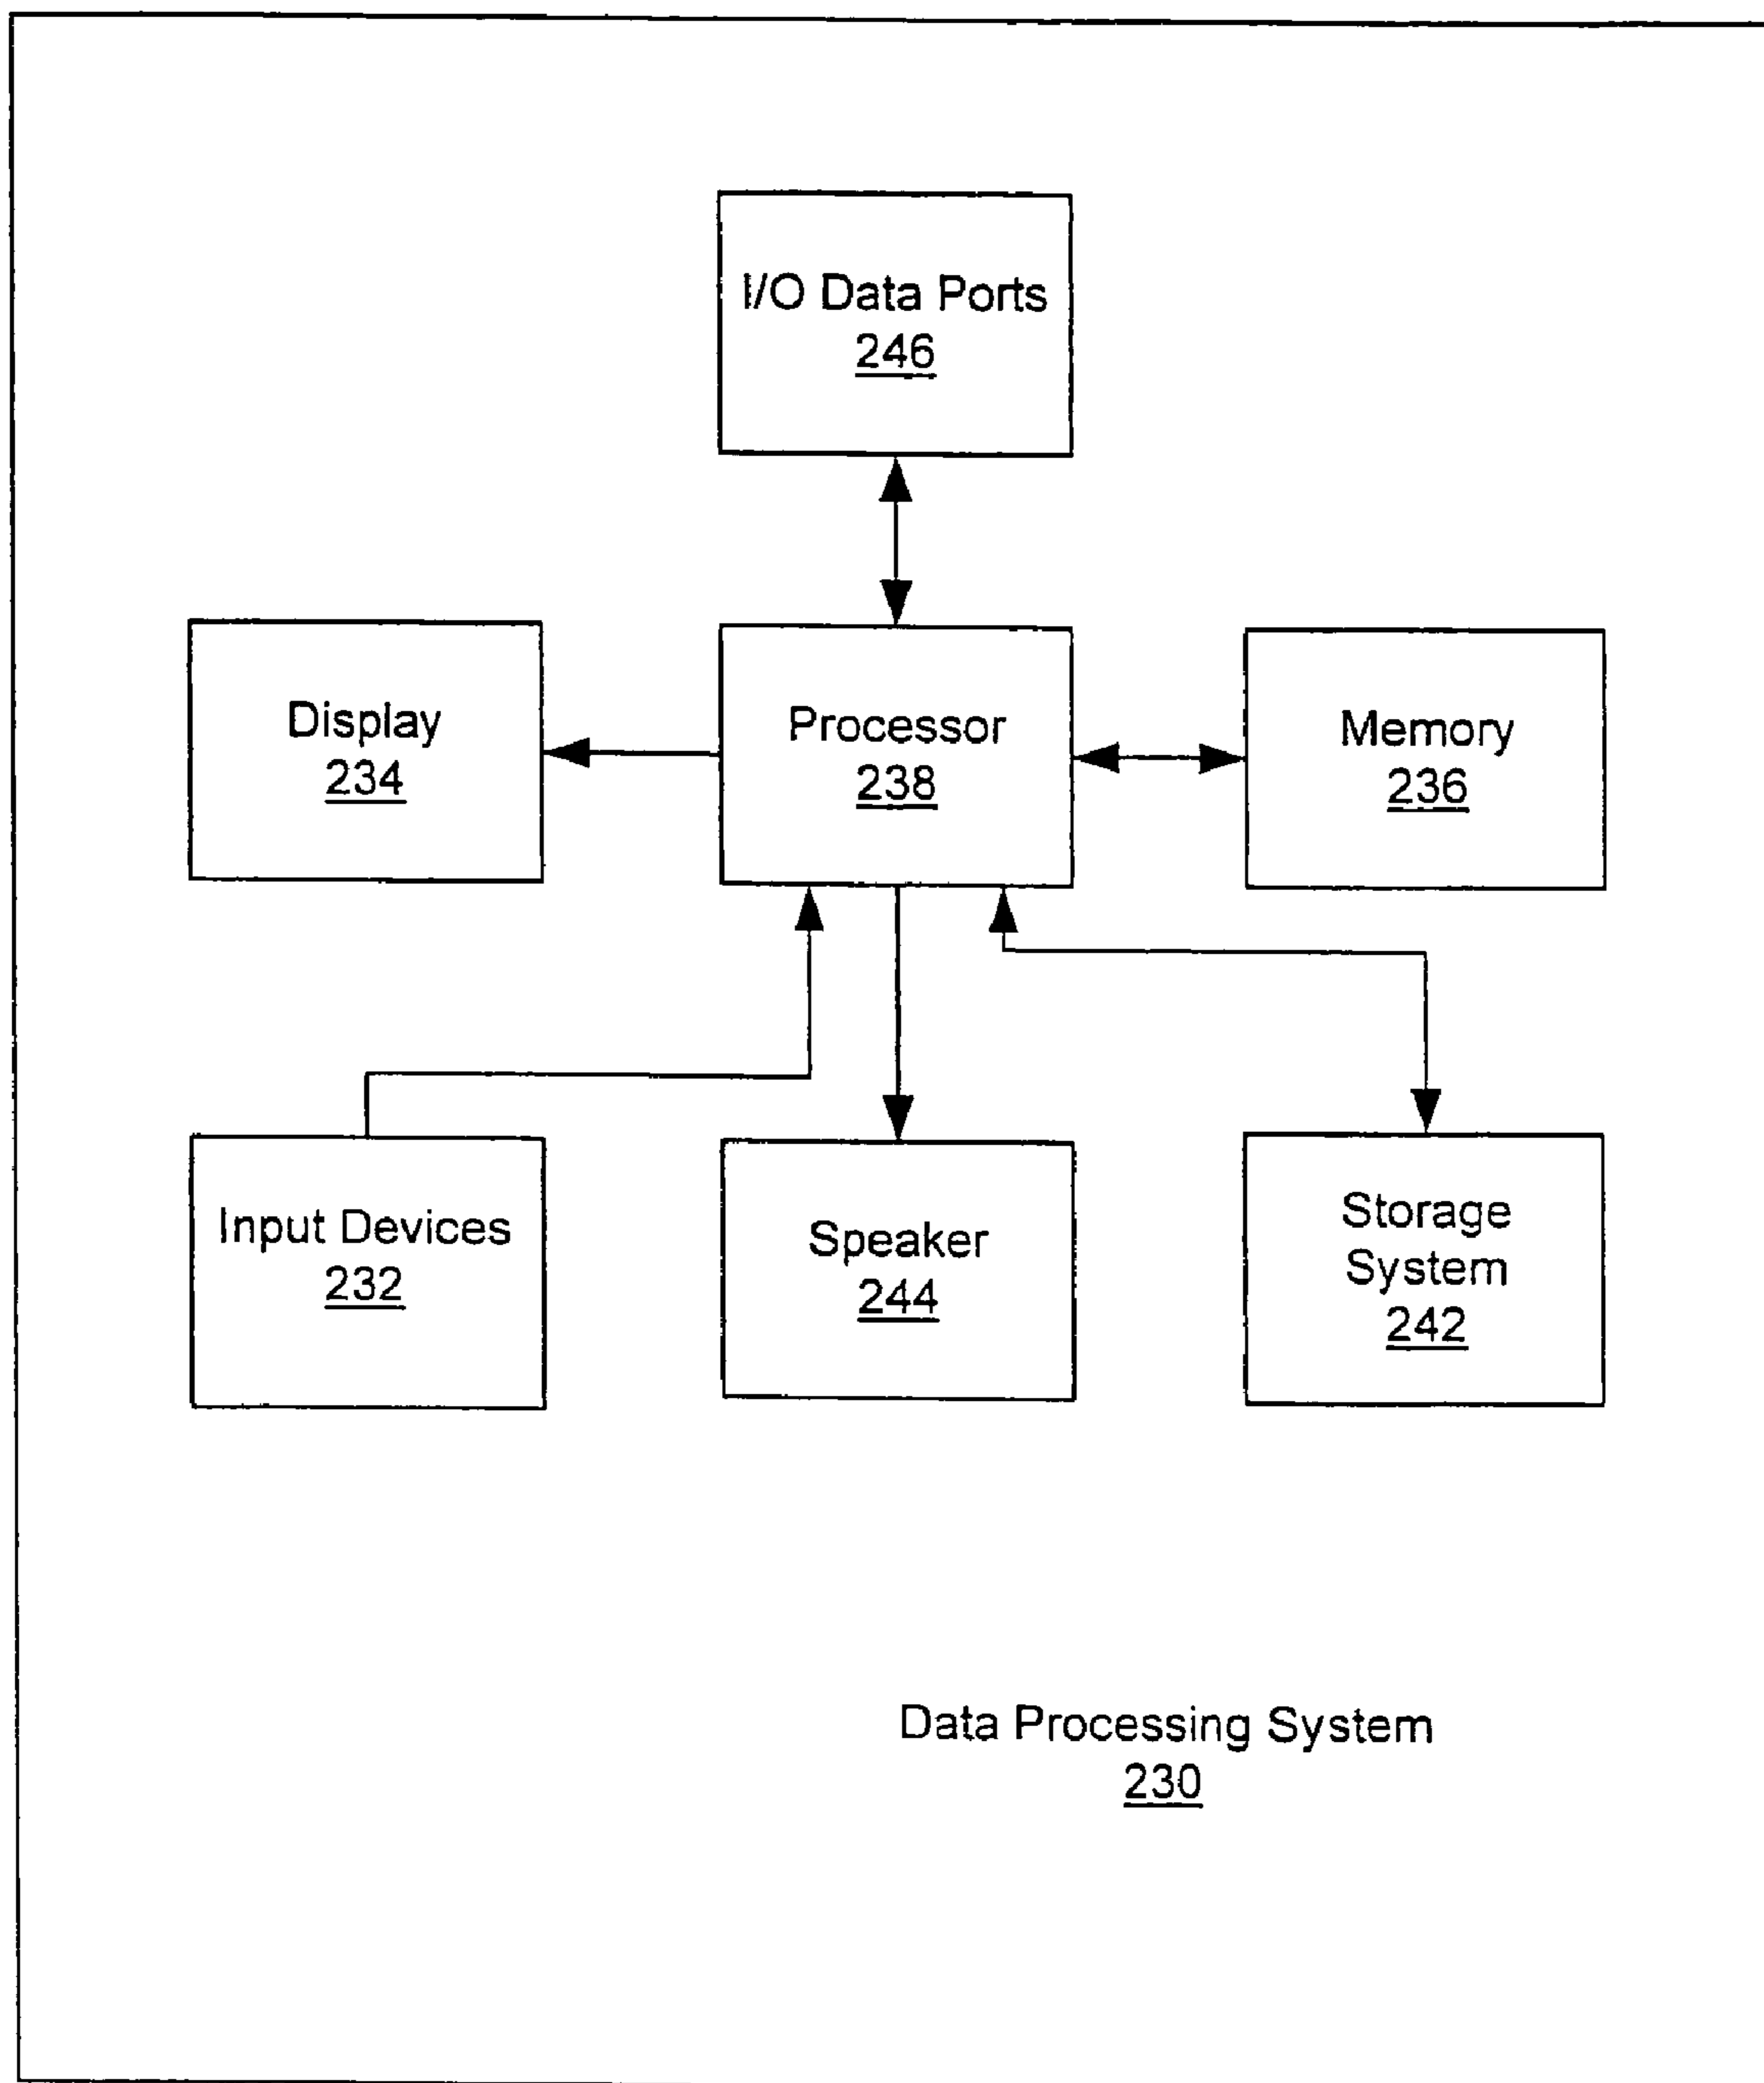 I/O Data Ports
246
Display
234
Processor
238
Memory
236
Input Devices
232
Speaker
244
Storage
System
242
Data Processing System
230